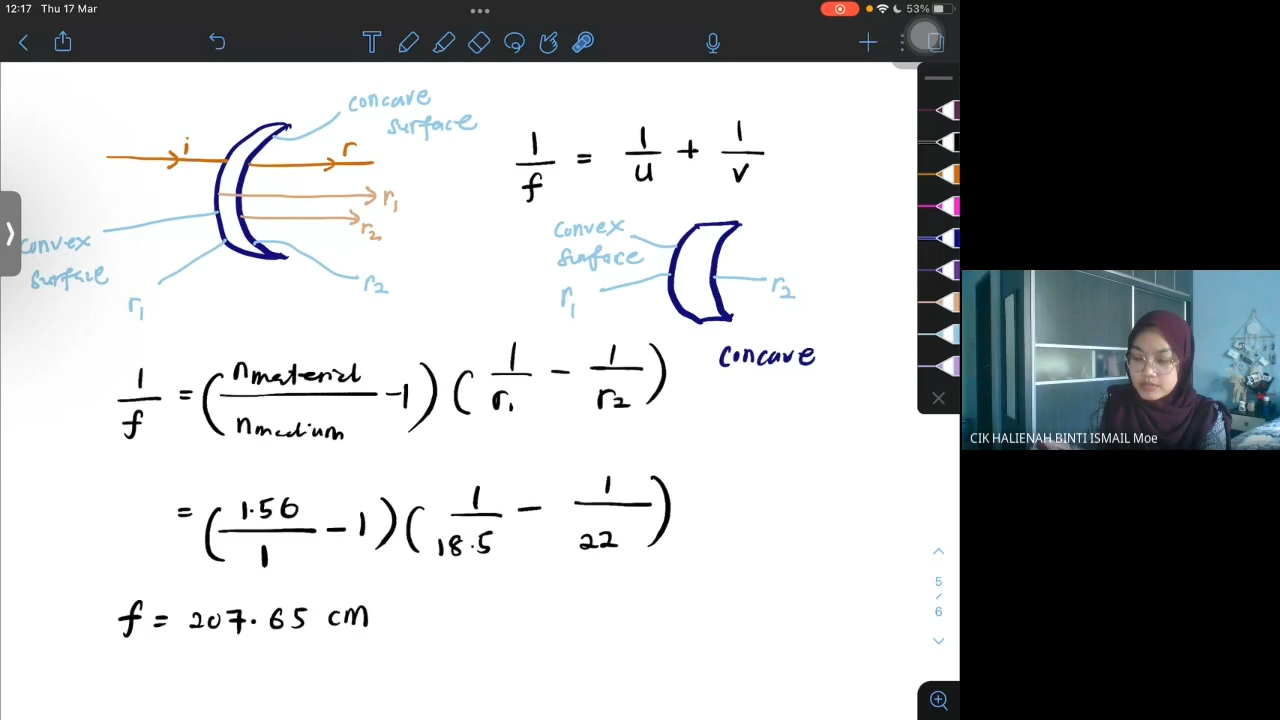 12:17 Thu 17 Mar
53%
T
concave
surface
i
r
r₁
r₂
convex
surface
r₁
r₂
1/f = 1/u + 1/v
convex
surface
r₁
r₂
concave
1/f = (nmaterial/nmedium - 1)(1/r₁ - 1/r₂)
= (1.56/1 - 1)(1/18.5 - 1/22)
f = 207.65 cm
5
/
6
CIK HALIENAH BINTI ISMAIL Moe